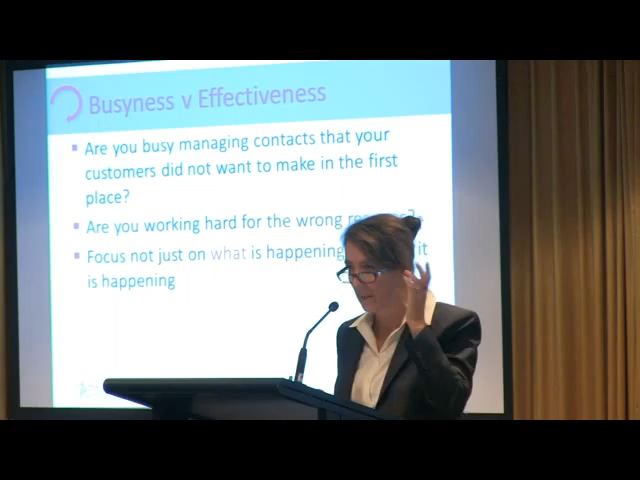 Busyness v Effectiveness
Are you busy managing contacts that your
customers did not want to make in the first
place?
Are you working hard for the wrong
Focus not just on what is happening it
is happening